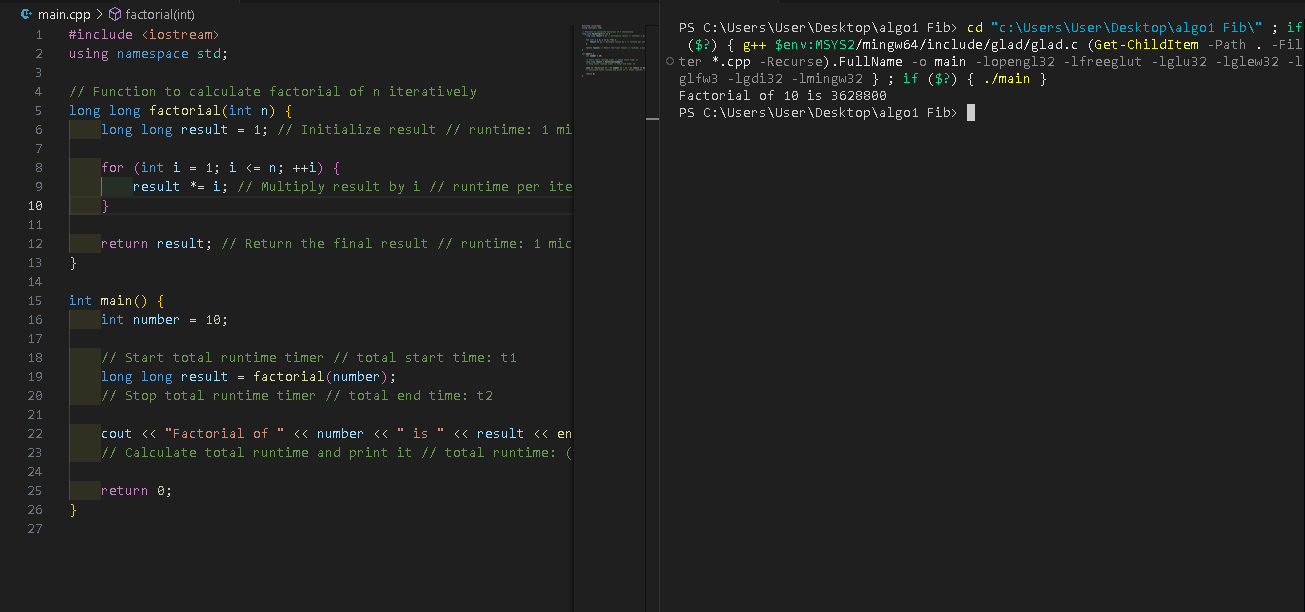 main.cpp > factorial(int)
1 #include <iostream>
2 using namespace std;
3
4 // Function to calculate factorial of n iteratively
5 long long factorial(int n) {
6 long long result = 1; // Initialize result // runtime: 1 mi
7
8 for (int i = 1; i <= n; ++i) {
9 result *= i; // Multiply result by i // runtime per ite
10 }
11
12 return result; // Return the final result // runtime: 1 mic
13 }
14
15 int main() {
16 int number = 10;
17
18 // Start total runtime timer // total start time: t1
19 long long result = factorial(number);
20 // Stop total runtime timer // total end time: t2
21
22 cout << "Factorial of " << number << " is " << result << en
23 // Calculate total runtime and print it // total runtime: (
24
25 return 0;
26 }
27
PS C:\Users\User\Desktop\algo1 Fib> cd "c:\Users\User\Desktop\algo1 Fib\" ; if
($?) { g++ $env:MSYS2/mingw64/include/glad/glad.c (Get-ChildItem -Path . -Fil
ter *.cpp -Recurse).FullName -o main -lopengl32 -lfreeglut -lglu32 -lglew32 -l
glfw3 -lgdi32 -lmingw32 } ; if ($?) { ./main }
Factorial of 10 is 3628800
PS C:\Users\User\Desktop\algo1 Fib>